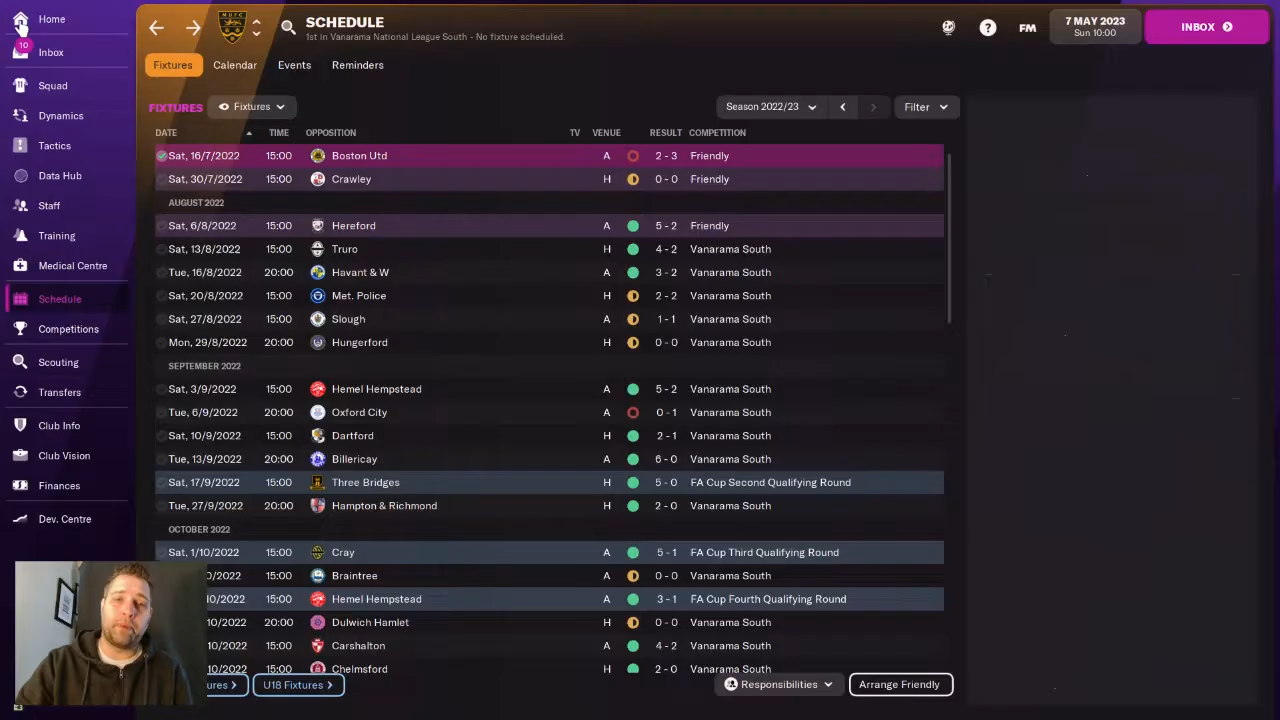 Home
10
Inbox
Squad
Dynamics
Tactics
Data Hub
Staff
Training
Medical Centre
Schedule
Competitions
Scouting
Transfers
Club Info
Club Vision
Finances
Dev. Centre
SCHEDULE
1st in Vanarama National League South - No fixture scheduled.
? FM
7 MAY 2023
Sun 10:00
INBOX
Fixtures Calendar Events Reminders
FIXTURES Fixtures Season 2022/23 Filter
DATE TIME OPPOSITION TV VENUE RESULT COMPETITION
Sat, 16/7/2022 15:00 Boston Utd A 2 - 3 Friendly
Sat, 30/7/2022 15:00 Crawley H 0 - 0 Friendly
AUGUST 2022
Sat, 6/8/2022 15:00 Hereford A 5 - 2 Friendly
Sat, 13/8/2022 15:00 Truro H 4 - 2 Vanarama South
Tue, 16/8/2022 20:00 Havant & W A 3 - 2 Vanarama South
Sat, 20/8/2022 15:00 Met. Police H 2 - 2 Vanarama South
Sat, 27/8/2022 15:00 Slough A 1 - 1 Vanarama South
Mon, 29/8/2022 20:00 Hungerford H 0 - 0 Vanarama South
SEPTEMBER 2022
Sat, 3/9/2022 15:00 Hemel Hempstead A 5 - 2 Vanarama South
Tue, 6/9/2022 20:00 Oxford City A 0 - 1 Vanarama South
Sat, 10/9/2022 15:00 Dartford H 2 - 1 Vanarama South
Tue, 13/9/2022 20:00 Billericay A 6 - 0 Vanarama South
Sat, 17/9/2022 15:00 Three Bridges H 5 - 0 FA Cup Second Qualifying Round
Tue, 27/9/2022 20:00 Hampton & Richmond H 2 - 0 Vanarama South
OCTOBER 2022
Sat, 1/10/2022 15:00 Cray A 5 - 1 FA Cup Third Qualifying Round
0/2022 15:00 Braintree A 0 - 0 Vanarama South
10/2022 15:00 Hemel Hempstead A 3 - 1 FA Cup Fourth Qualifying Round
10/2022 20:00 Dulwich Hamlet H 0 - 0 Vanarama South
10/2022 15:00 Carshalton A 4 - 2 Vanarama South
10/2022 15:00 Chelmsford H 2 - 0 Vanarama South
ures U18 Fixtures Responsibilities Arrange Friendly